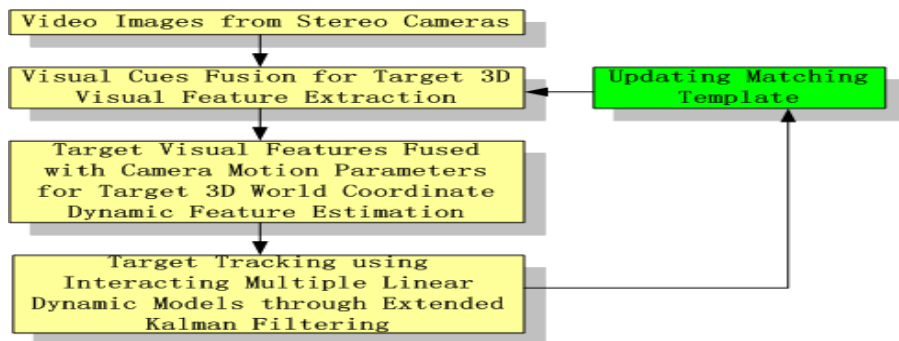 Video Images from Stereo Cameras
Visual Cues Fusion for Target 3D
Visual Feature Extraction
Updating Matching
Template
Target Visual Features Fused
with Camera Motion Parameters
for Target 3D World Coordinate
Dynamic Feature Estimation
Target Tracking using
Interacting Multiple Linear
Dynamic Models through Extended
Kalman Filtering